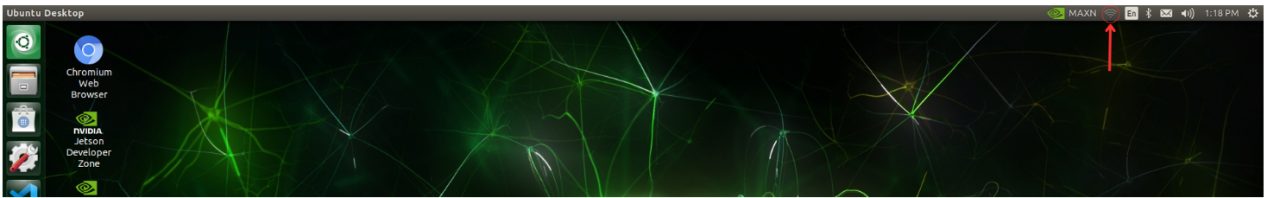 Ubuntu Desktop
MAXN
En
1:18 PM
Chromium
Web
Browser
NVIDIA.
Jetson
Developer
Zone